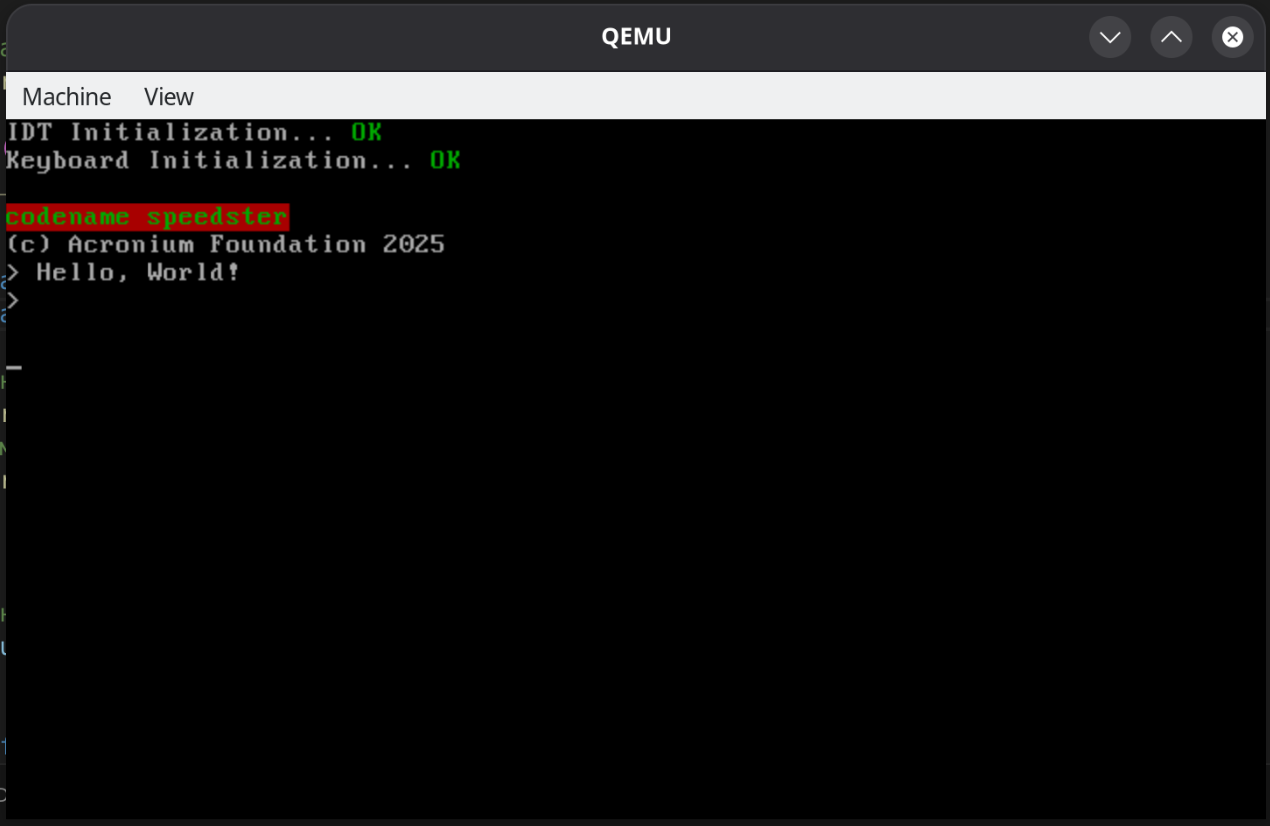 QEMU
Machine View
IDT Initialization... OK
Keyboard Initialization... OK
codename speedster
(c) Acronium Foundation 2025
> Hello, World!
>
_